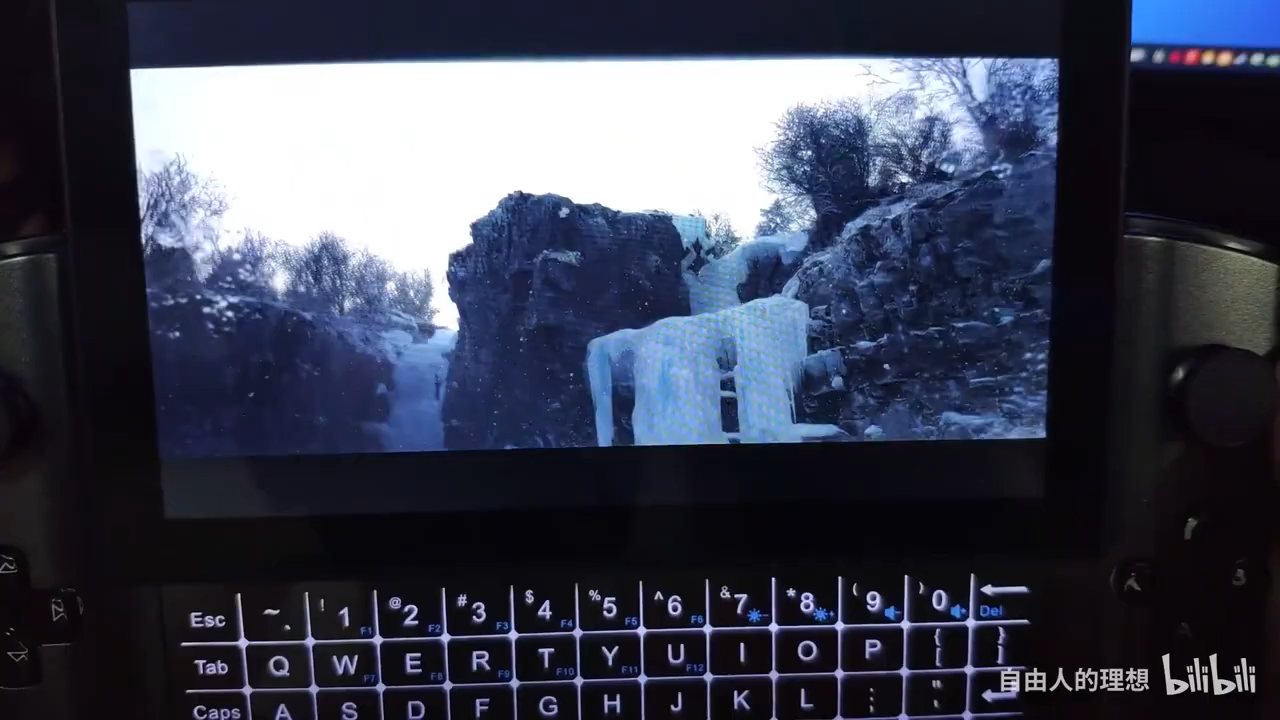 Esc ~ ! 1 F1 @ 2 F2 # 3 F3 $ 4 F4 % 5 F5 ^ 6 F6 & 7 * 8 ( 9 ) 0 Del
Tab Q W F7 E F8 R F9 T F10 Y F11 U F12 I O P { [ } ]
Caps A S D F G H J K L : ; " '
自由人的理想 bilibili